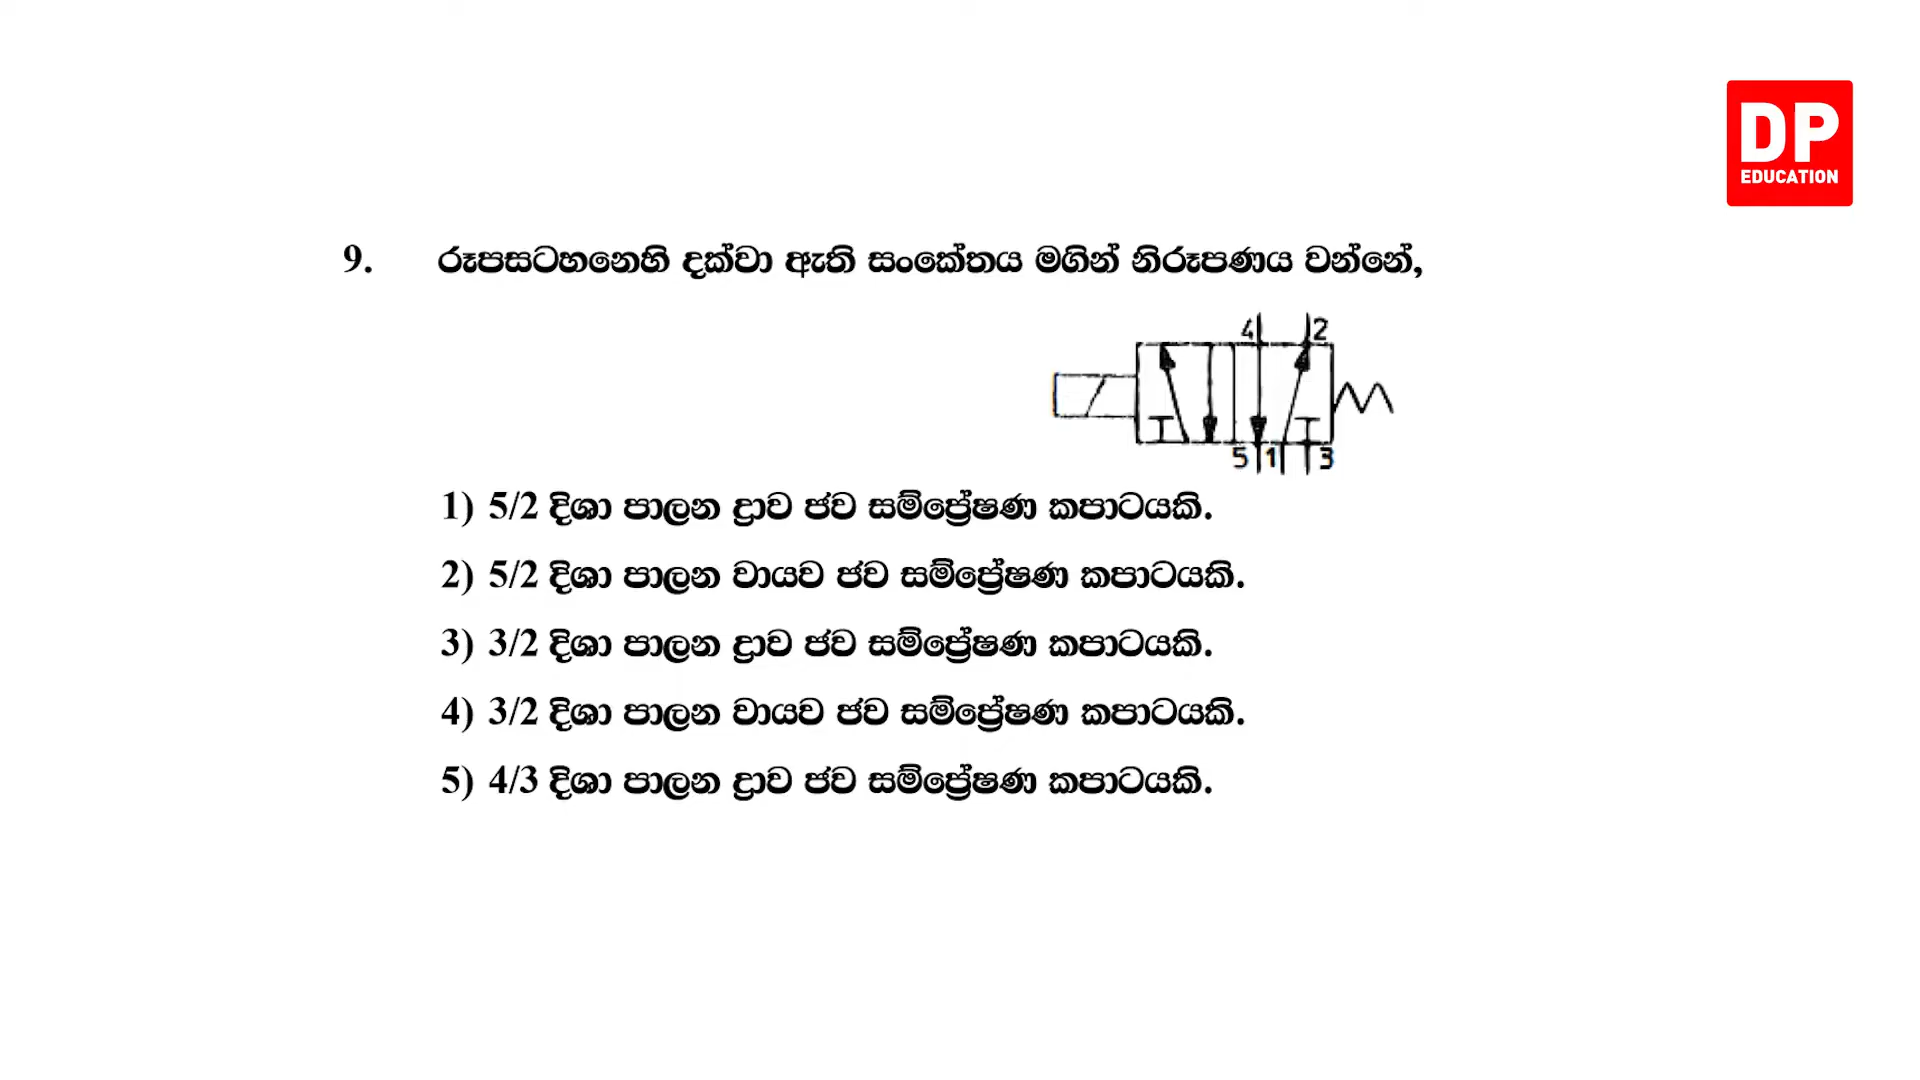 DP
EDUCATION
9. රූපසටහනෙහි දක්වා ඇති සංකේතය මගින් නිරූපණය වන්නේ,
4 2
5 1 3
1) 5/2 දිශා පාලන ද්‍රාව ජව සම්ප්‍රේෂණ කපාටයකි.
2) 5/2 දිශා පාලන වායව ජව සම්ප්‍රේෂණ කපාටයකි.
3) 3/2 දිශා පාලන ද්‍රාව ජව සම්ප්‍රේෂණ කපාටයකි.
4) 3/2 දිශා පාලන වායව ජව සම්ප්‍රේෂණ කපාටයකි.
5) 4/3 දිශා පාලන ද්‍රාව ජව සම්ප්‍රේෂණ කපාටයකි.